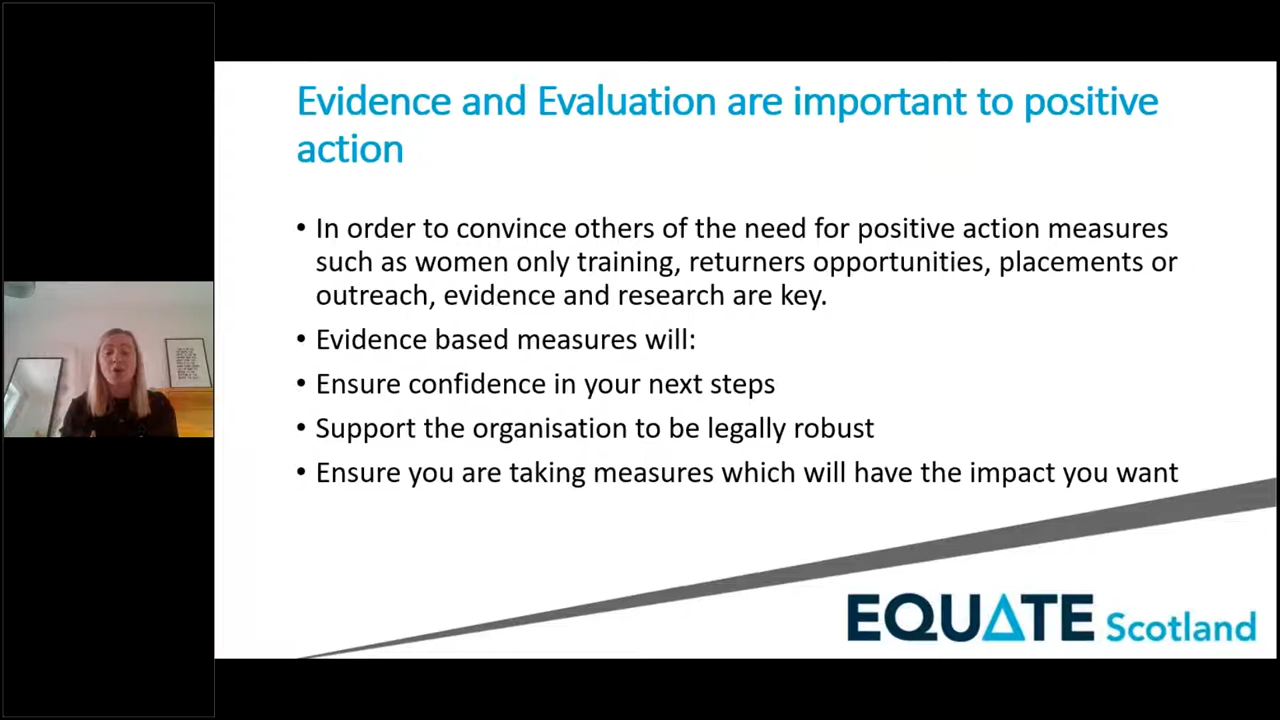 Evidence and Evaluation are important to positive
action
• In order to convince others of the need for positive action measures
such as women only training, returners opportunities, placements or
outreach, evidence and research are key.
• Evidence based measures will:
• Ensure confidence in your next steps
• Support the organisation to be legally robust
• Ensure you are taking measures which will have the impact you want
EQUATE Scotland